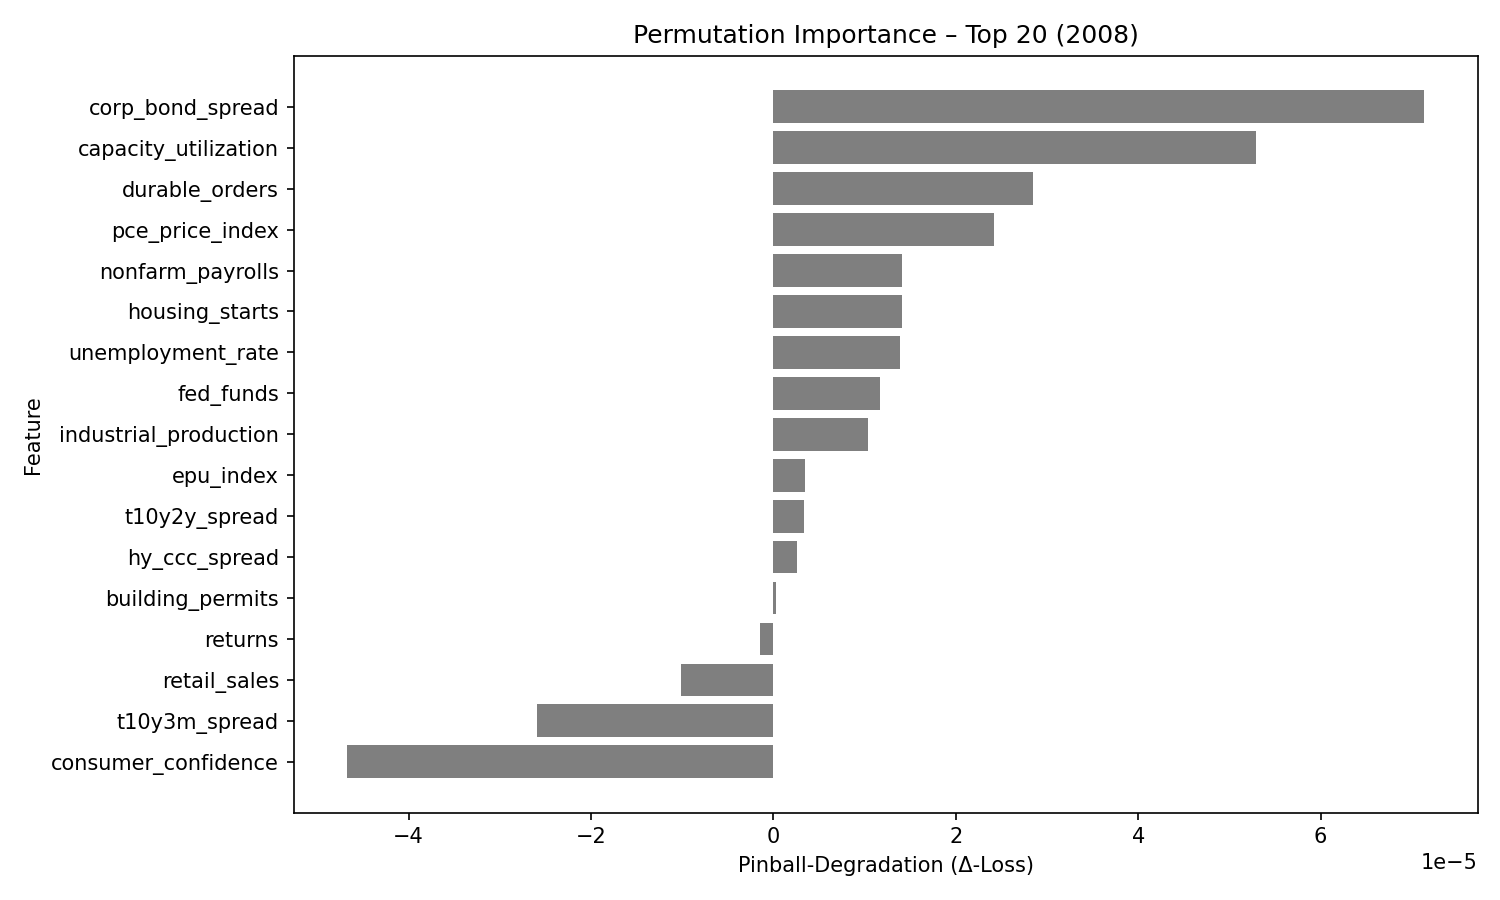 Permutation Importance – Top 20 (2008)
corp_bond_spread
capacity_utilization
durable_orders
pce_price_index
nonfarm_payrolls
housing_starts
unemployment_rate
fed_funds
industrial_production
epu_index
t10y2y_spread
hy_ccc_spread
building_permits
returns
retail_sales
t10y3m_spread
consumer_confidence
Feature
−4 −2 0 2 4 6
1e−5
Pinball-Degradation (Δ-Loss)